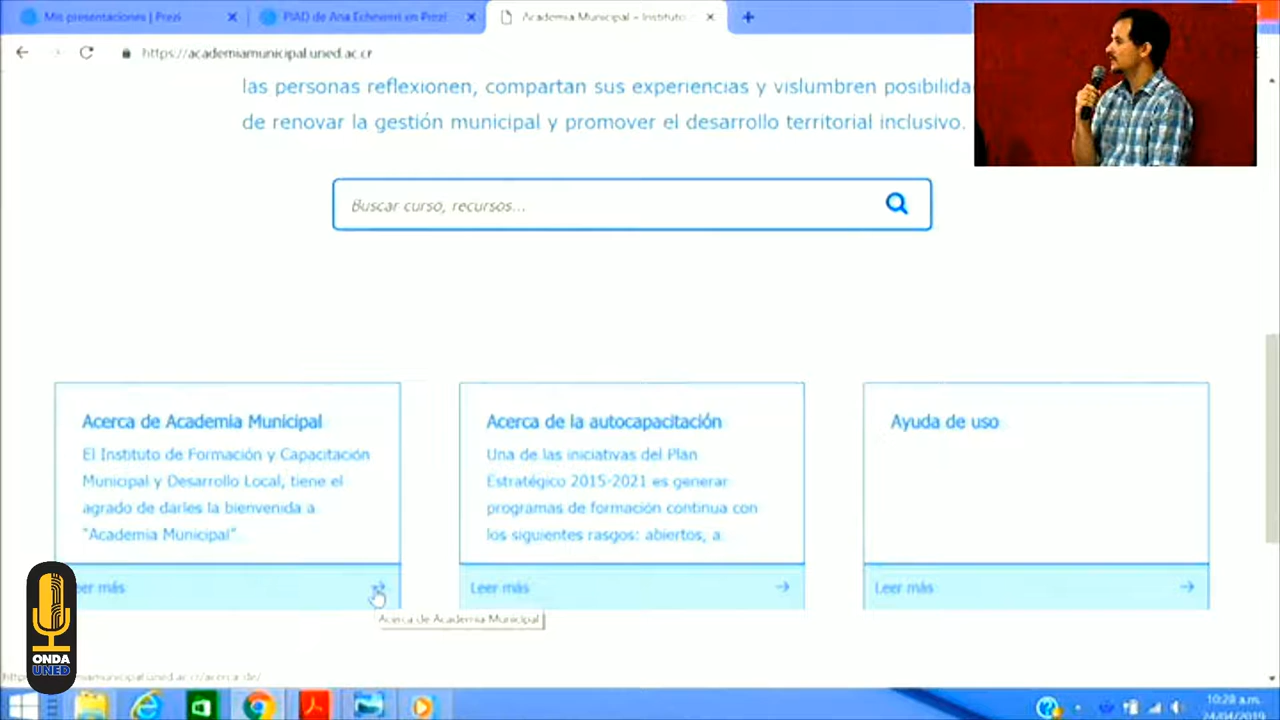 Mis presentaciones | Prezi
PIAD de Ana Echeverri en Prezi
Academia Municipal – Instituto
https://academiamunicipal.uned.ac.cr
las personas reflexionen, compartan sus experiencias y vislumbren
de renovar la gestión municipal y promover el desarrollo territorial inclusivo.
Buscar curso, recursos...
Acerca de Academia Municipal
El Instituto de Formación y Capacitación
Municipal y Desarrollo Local, tiene el
agrado de darles la bienvenida a
"Academia Municipal".
más
Acerca de la autocapacitación
Una de las iniciativas del Plan
Estratégico 2015-2021 es generar
programas de formación continua con
los siguientes rasgos: abiertos, a
Leer más
Ayuda de uso
Leer más
Acerca de Academia Municipal
ONDA
UNED
10:28 a.m.
24/04/2019